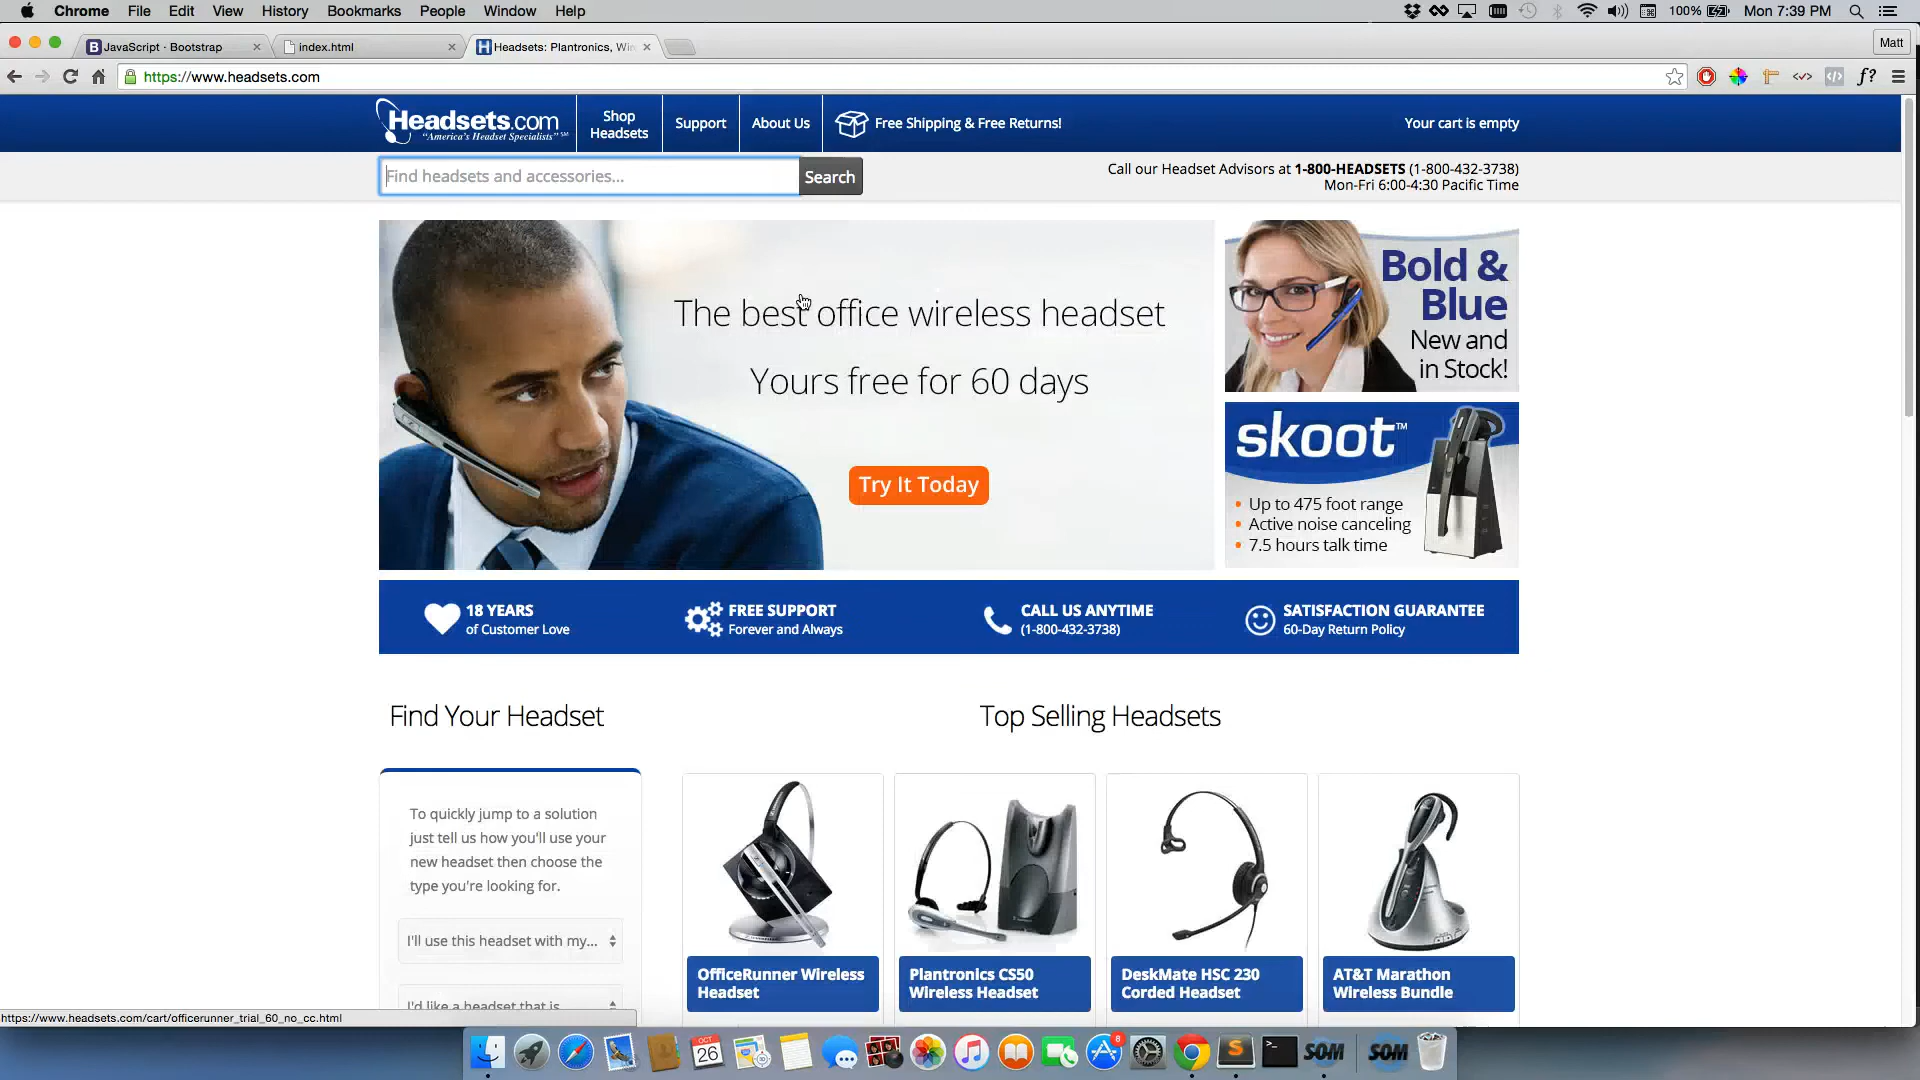 Chrome File Edit View History Bookmarks People Window Help
100% Mon 7:39 PM
JavaScript · Bootstrap
index.html
Headsets: Plantronics, Wi
Matt
https://www.headsets.com
f?
Headsets.com
"America's Headset Specialists"
Shop Headsets
Support
About Us
Free Shipping & Free Returns!
Your cart is empty
Find headsets and accessories...
Search
Call our Headset Advisors at 1-800-HEADSETS (1-800-432-3738)
Mon-Fri 6:00-4:30 Pacific Time
The best office wireless headset
Yours free for 60 days
Try It Today
Bold &
Blue
New and
in Stock!
skoot™
• Up to 475 foot range
• Active noise canceling
• 7.5 hours talk time
18 YEARS
of Customer Love
FREE SUPPORT
Forever and Always
CALL US ANYTIME
(1-800-432-3738)
SATISFACTION GUARANTEE
60-Day Return Policy
Find Your Headset
Top Selling Headsets
To quickly jump to a solution
just tell us how you'll use your
new headset then choose the
type you're looking for.
I'll use this headset with my...
I'd like a headset that is
OfficeRunner Wireless
Headset
Plantronics CS50
Wireless Headset
DeskMate HSC 230
Corded Headset
AT&T Marathon
Wireless Bundle
https://www.headsets.com/cart/officerunner_trial_60_no_cc.html
OCT
26
8
SOM
SOM